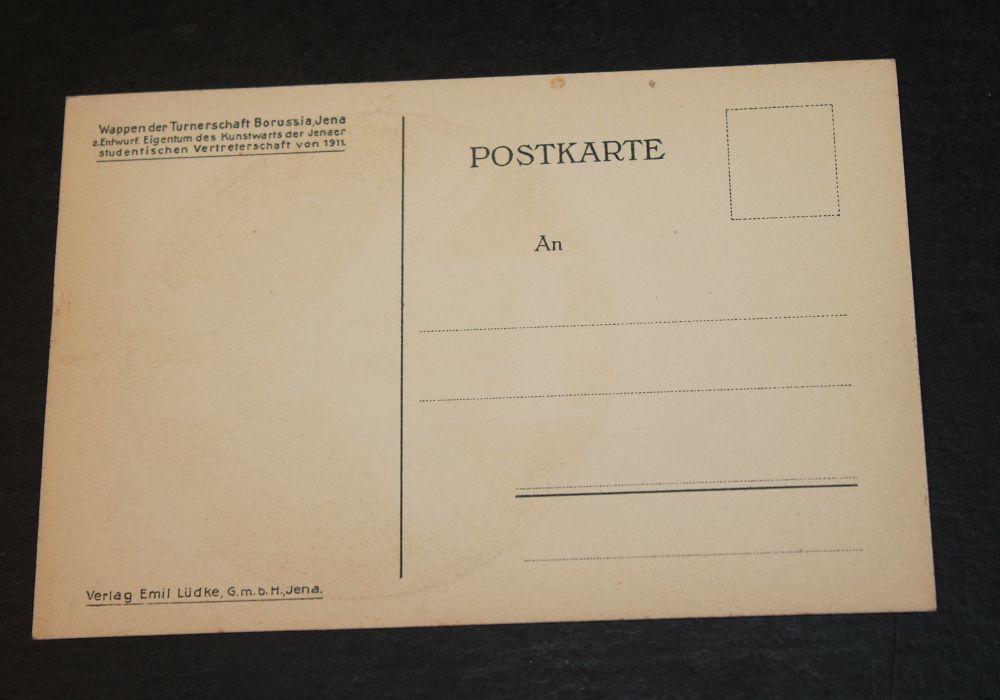 Wappen der Turnerschaft Borussia, Jena
2. Entwurf. Eigentum des Kunstwarts der Jenaer
studentischen Vertreterschaft von 1911.
POSTKARTE
An
Verlag Emil Lüdke, G.m.b.H., Jena.